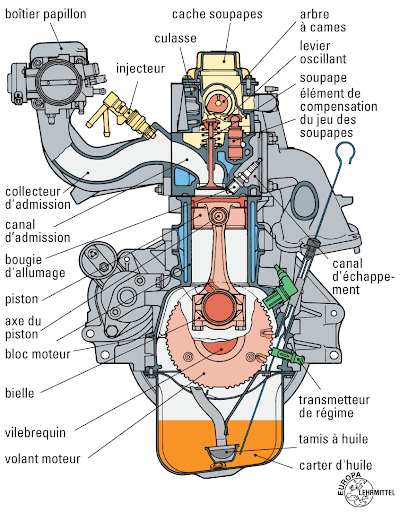 boîtier papillon
cache soupapes
arbre
à cames
culasse
levier
oscillant
injecteur
soupape
élément de
compensation
du jeu des
soupapes
collecteur
d'admission
canal
d'admission
bougie
d'allumage
canal
d'échappe-
ment
piston
axe du
piston
bloc moteur
bielle
transmetteur
de régime
vilebrequin
tamis à huile
volant moteur
carter d'huile
EUROPA
LEHRMITTEL